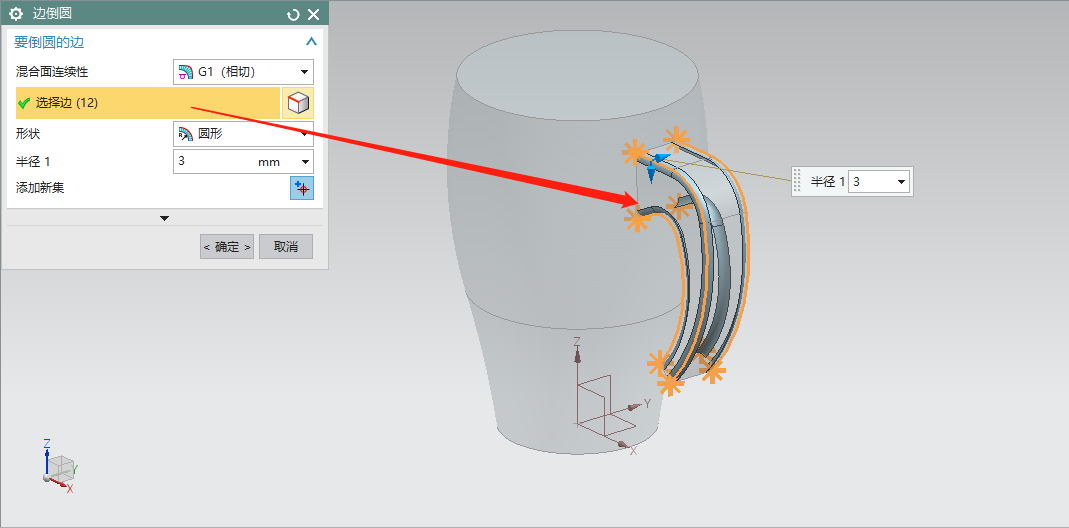 边倒圆
要倒圆的边
混合面连续性 G1（相切）
选择边 (12)
形状 圆形
半径 1 3 mm
添加新集
< 确定 > 取消
半径 1 3
Z
Y
X
Z
Y
X